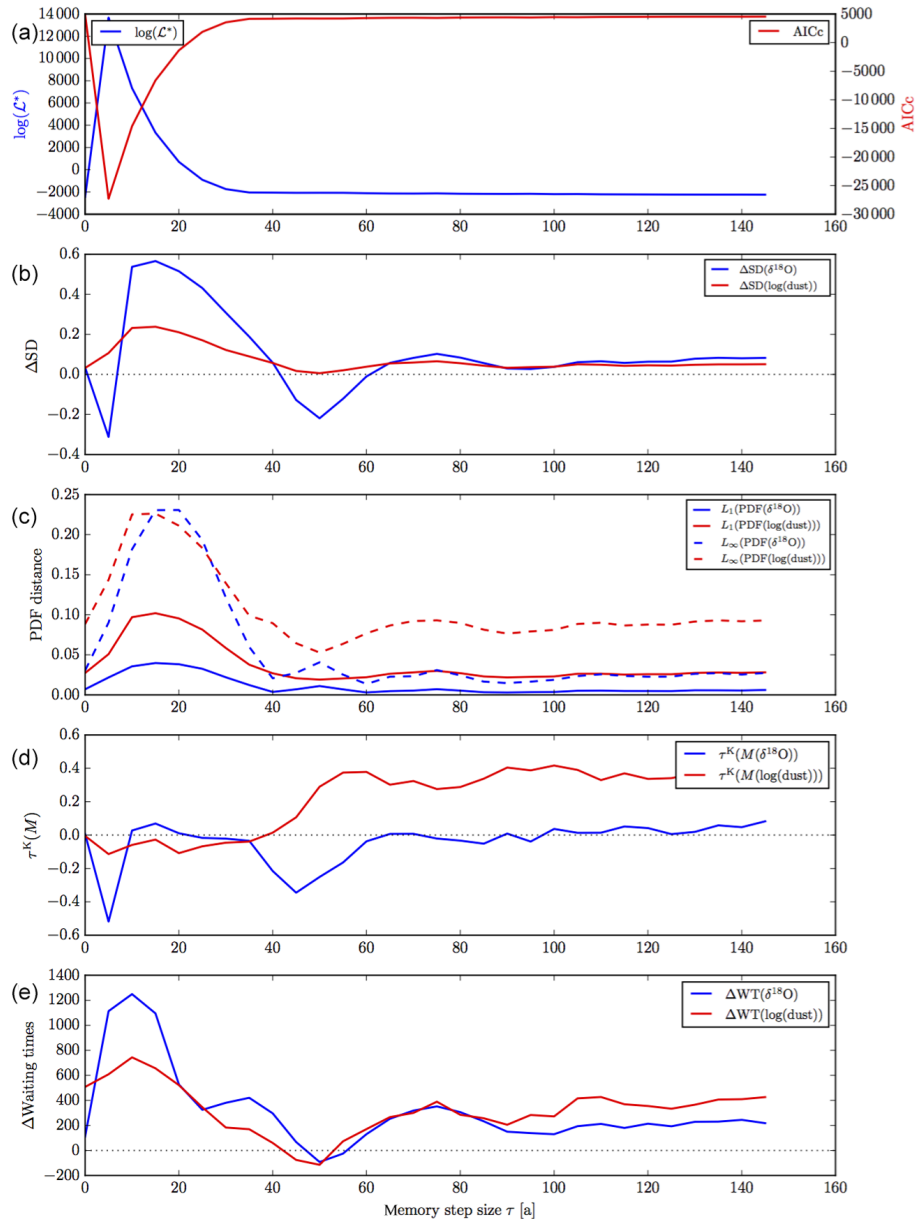 (a)
14 000
12 000
10 000
8000
6000
4000
2000
0
−2000
−4000
log(ℒ*)
log(ℒ*)
AICc
5000
0
−5000
−10 000
−15 000
−20 000
−25 000
−30 000
AICc
0 20 40 60 80 100 120 140 160
(b)
0.6
0.4
0.2
0.0
−0.2
−0.4
ΔSD
ΔSD(δ¹⁸O)
ΔSD(log(dust))
0 20 40 60 80 100 120 140 160
(c)
0.25
0.20
0.15
0.10
0.05
0.00
PDF distance
L₁(PDF(δ¹⁸O))
L₁(PDF(log(dust)))
L∞(PDF(δ¹⁸O))
L∞(PDF(log(dust)))
0 20 40 60 80 100 120 140 160
(d)
0.6
0.4
0.2
0.0
−0.2
−0.4
−0.6
τᴷ(M)
τᴷ(M(δ¹⁸O))
τᴷ(M(log(dust)))
0 20 40 60 80 100 120 140 160
(e)
1400
1200
1000
800
600
400
200
0
−200
ΔWaiting times
ΔWT(δ¹⁸O)
ΔWT(log(dust))
0 20 40 60 80 100 120 140 160
Memory step size τ [a]